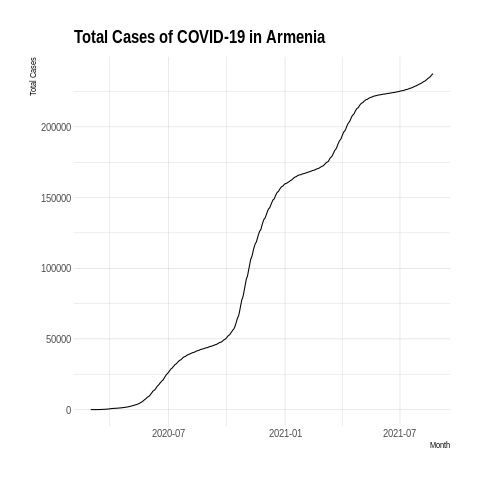 Total Cases of COVID-19 in Armenia
Total Cases
200000
150000
100000
50000
0
2020-07 2021-01 2021-07
Month